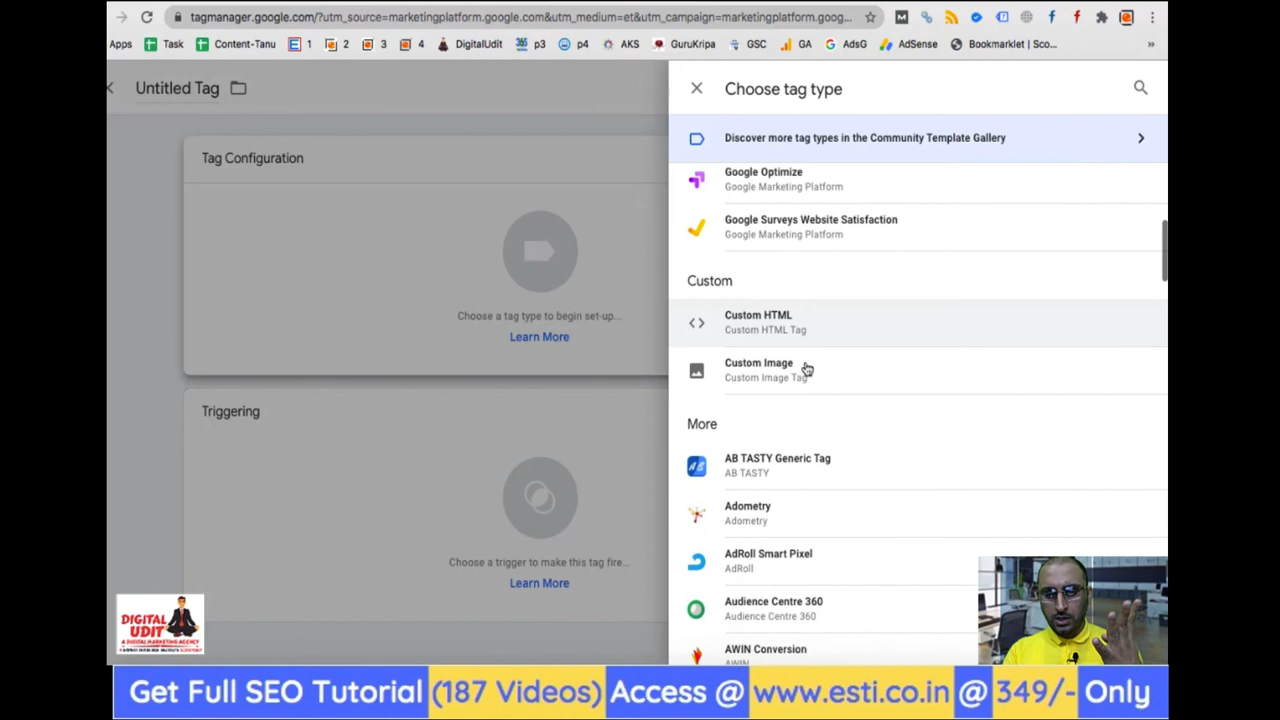 tagmanager.google.com/?utm_source=marketingplatform.google.com&utm_medium=et&utm_campaign=marketingplatform.goog...
Apps Task Content-Tanu 1 2 3 4 DigitalUdit p3 p4 AKS GuruKripa GSC GA AdsG AdSense Bookmarklet | Sco... »
Untitled Tag
Choose tag type
Discover more tag types in the Community Template Gallery
Tag Configuration
Choose a tag type to begin set-up...
Learn More
Triggering
Choose a trigger to make this tag fire...
Learn More
Google Optimize
Google Marketing Platform
Google Surveys Website Satisfaction
Google Marketing Platform
Custom
Custom HTML
Custom HTML Tag
Custom Image
Custom Image Tag
More
AB TASTY Generic Tag
AB TASTY
Adometry
Adometry
AdRoll Smart Pixel
AdRoll
Audience Centre 360
Audience Centre 360
AWIN Conversion
AWIN
DIGITAL
UDIT
A DIGITAL MARKETING AGENCY
Get Full SEO Tutorial (187 Videos) Access @ www.esti.co.in @ 349/- Only